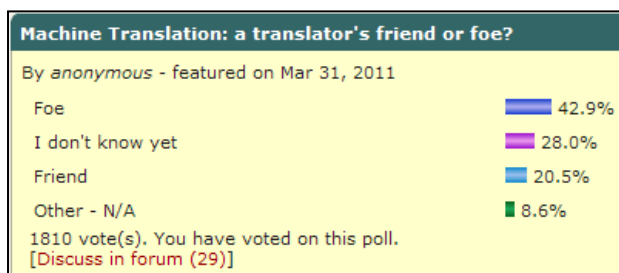 Machine Translation: a translator's friend or foe?
By anonymous - featured on Mar 31, 2011
Foe 42.9%
I don't know yet 28.0%
Friend 20.5%
Other - N/A 8.6%
1810 vote(s). You have voted on this poll.
[Discuss in forum (29)]